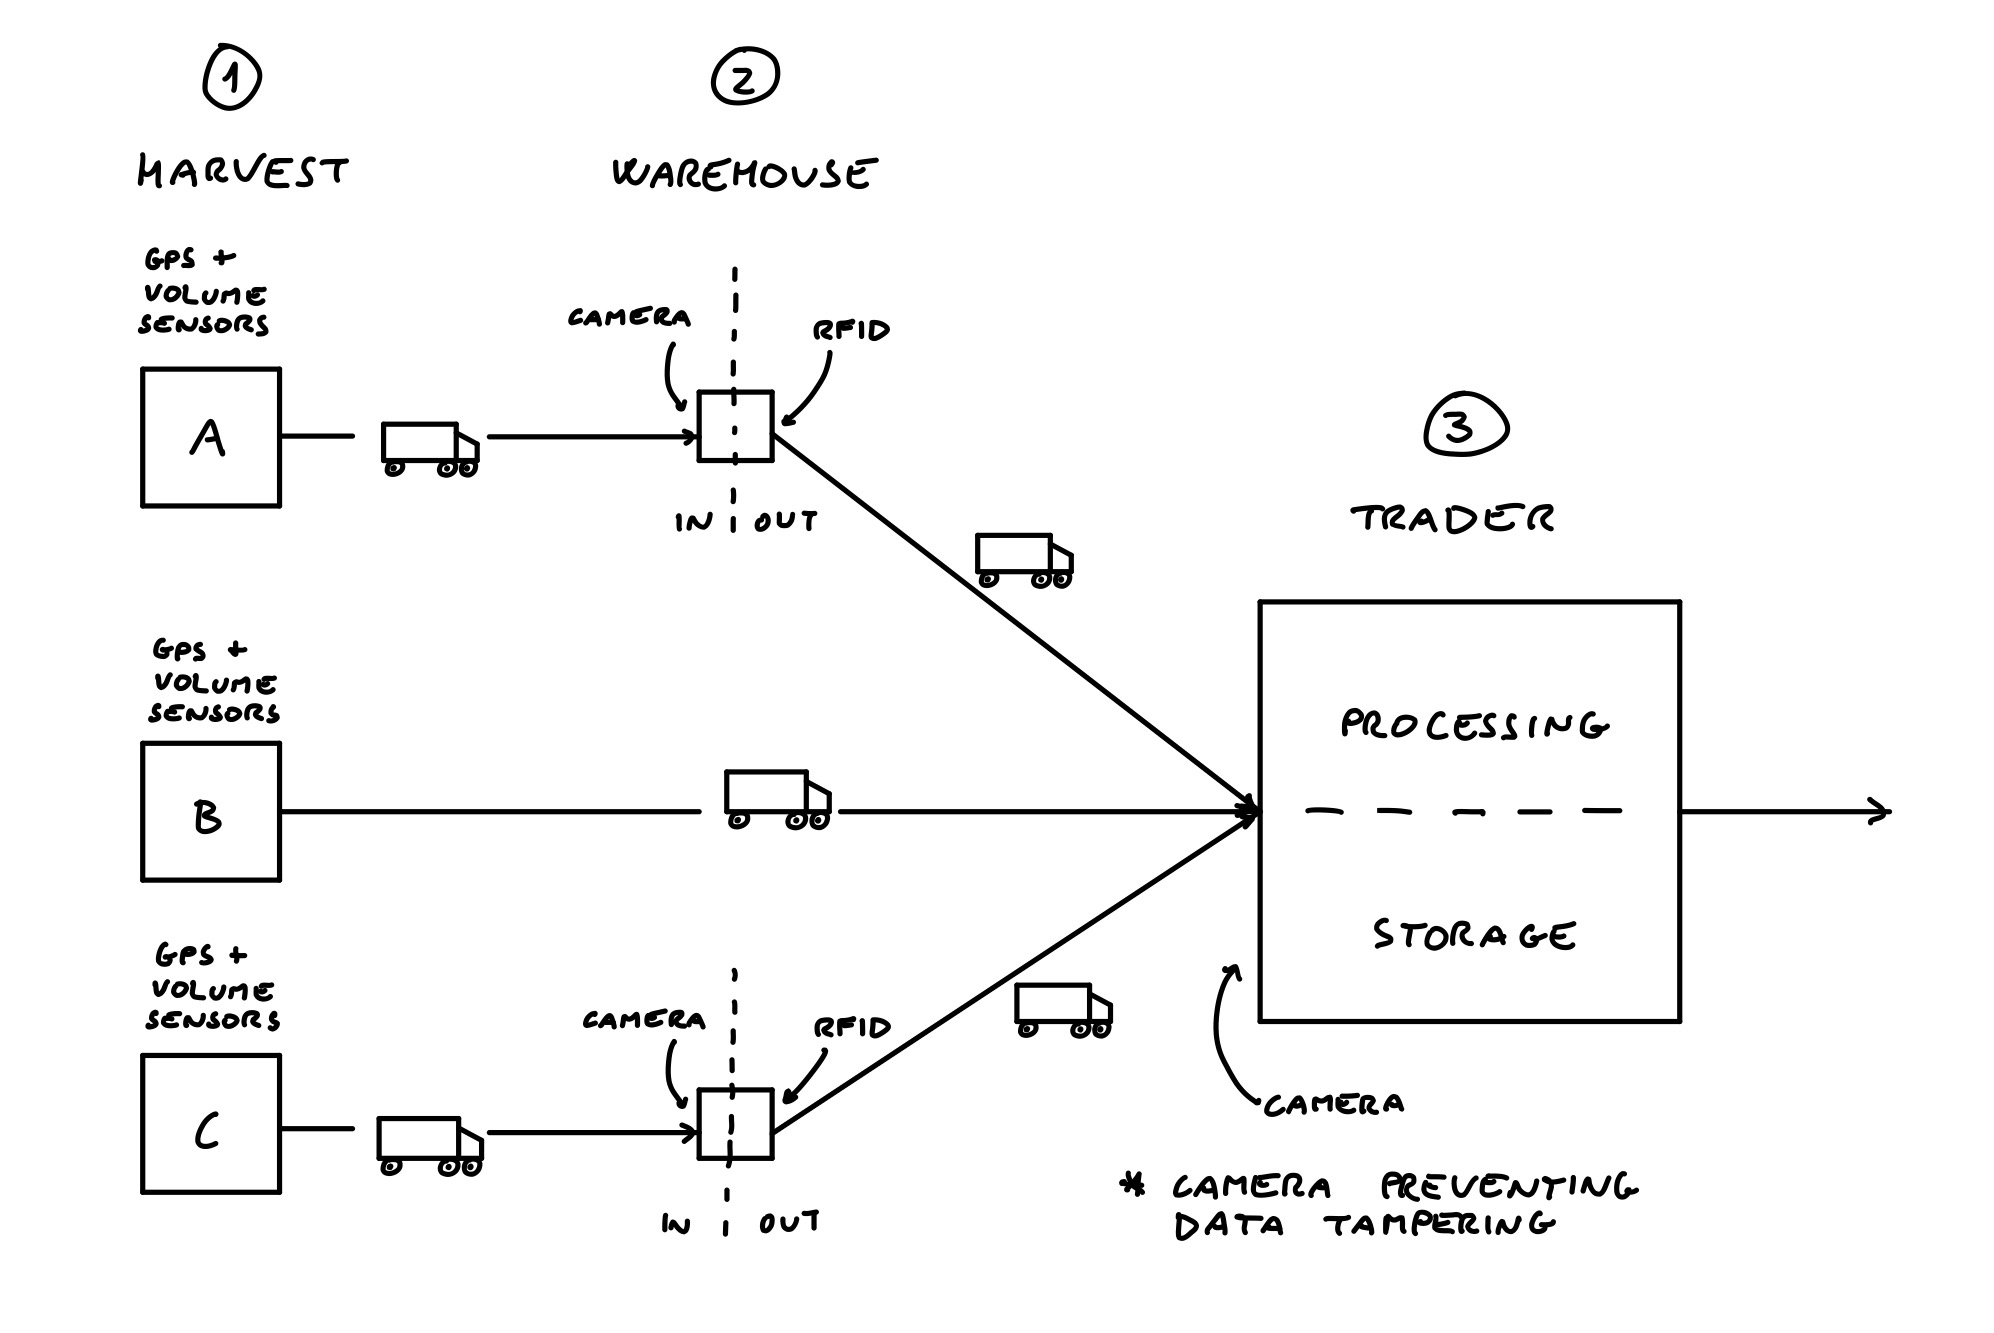 1
2
HARVEST
WAREHOUSE
GPS +
VOLUME
SENSORS
CAMERA
RFID
A
IN
OUT
3
TRADER
GPS +
VOLUME
SENSORS
B
PROCESSING
STORAGE
GPS +
VOLUME
SENSORS
CAMERA
RFID
C
IN
OUT
CAMERA
* CAMERA PREVENTING
DATA TAMPERING